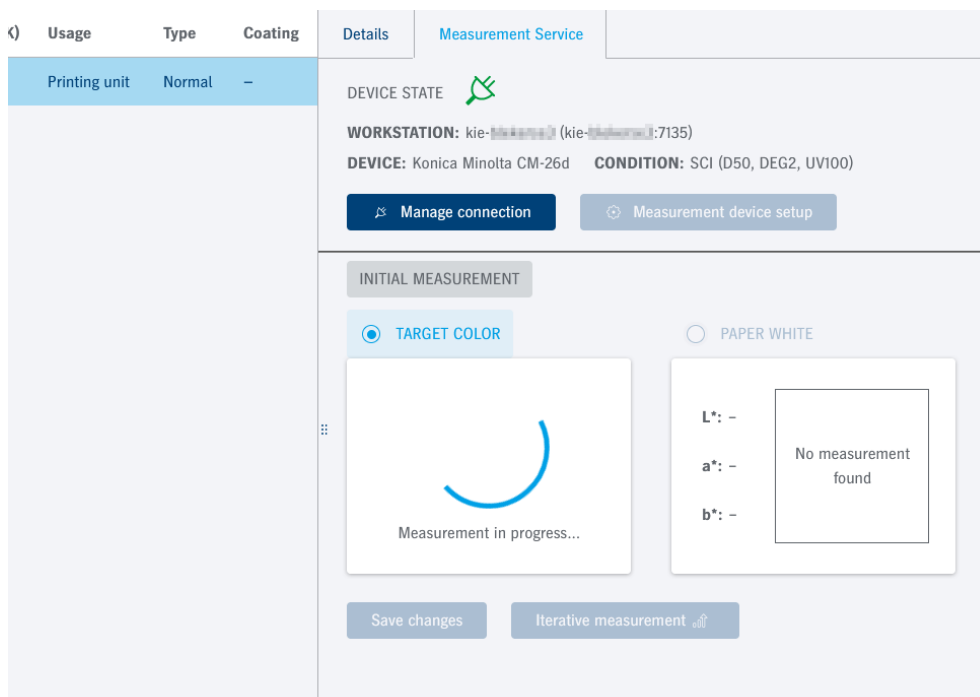 Usage Type Coating
Details
Measurement Service
Printing unit Normal –
DEVICE STATE
WORKSTATION: kie- (kie- :7135)
DEVICE: Konica Minolta CM-26d CONDITION: SCI (D50, DEG2, UV100)
Manage connection
Measurement device setup
INITIAL MEASUREMENT
TARGET COLOR
PAPER WHITE
L*: –
a*: –
b*: –
No measurement
found
Measurement in progress...
Save changes
Iterative measurement